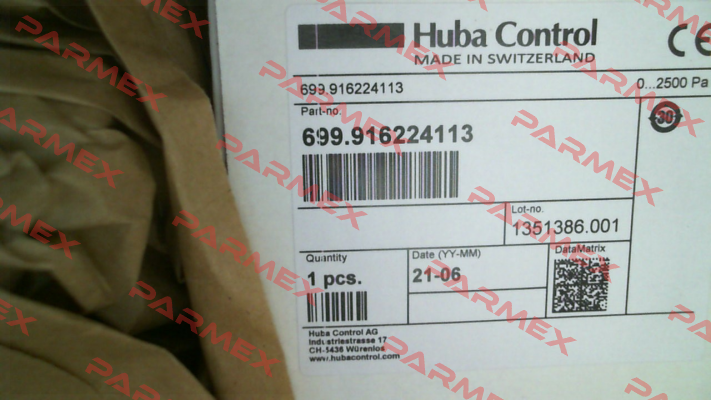 Huba Control
MADE IN SWITZERLAND
CE
699.916224113
0...2500 Pa
Part-no.
699.916224113
30
Lot-no.
1351386.001
Quantity
1 pcs.
Date (YY-MM)
21-06
DataMatrix
Huba Control AG
Industriestrasse 17
CH-5436 Würenlos
www.hubacontrol.com
PARMEX
PARMEX
PARMEX
PARMEX
PARMEX
PARMEX
PARMEX
PARMEX
PARMEX
PARMEX
PARMEX
PARMEX